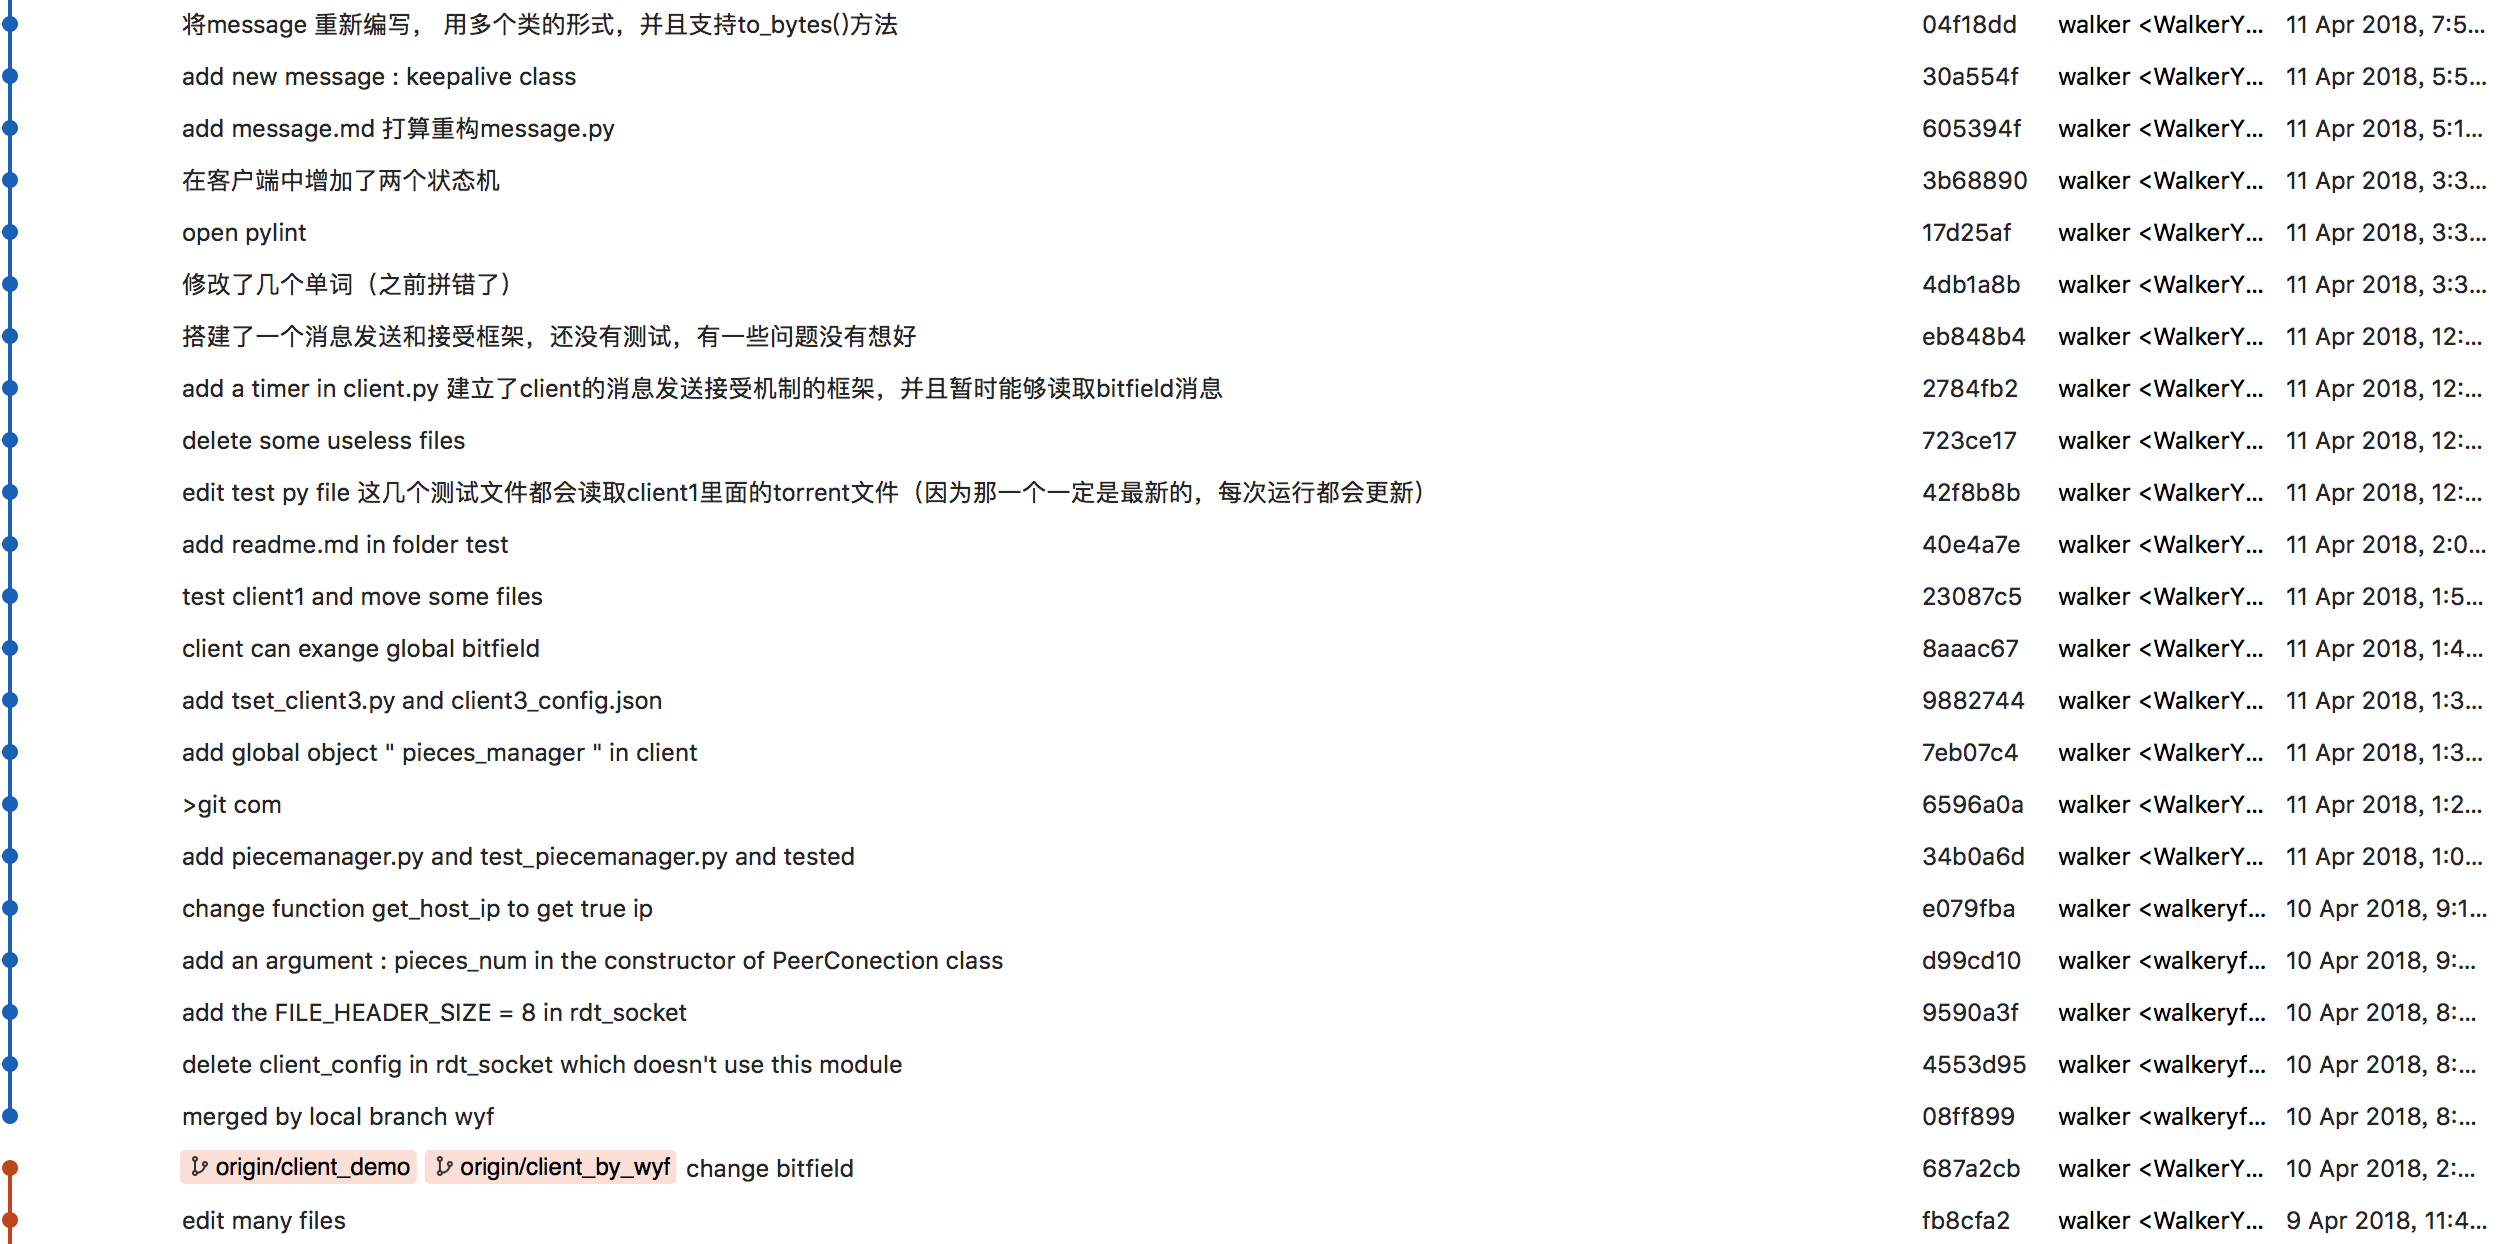 将message 重新编写， 用多个类的形式，并且支持to_bytes()方法 04f18dd walker <WalkerY... 11 Apr 2018, 7:5...
add new message : keepalive class 30a554f walker <WalkerY... 11 Apr 2018, 5:5...
add message.md 打算重构message.py 605394f walker <WalkerY... 11 Apr 2018, 5:1...
在客户端中增加了两个状态机 3b68890 walker <WalkerY... 11 Apr 2018, 3:3...
open pylint 17d25af walker <WalkerY... 11 Apr 2018, 3:3...
修改了几个单词（之前拼错了） 4db1a8b walker <WalkerY... 11 Apr 2018, 3:3...
搭建了一个消息发送和接受框架，还没有测试，有一些问题没有想好 eb848b4 walker <WalkerY... 11 Apr 2018, 12:...
add a timer in client.py 建立了client的消息发送接受机制的框架，并且暂时能够读取bitfield消息 2784fb2 walker <WalkerY... 11 Apr 2018, 12:...
delete some useless files 723ce17 walker <WalkerY... 11 Apr 2018, 12:...
edit test py file 这几个测试文件都会读取client1里面的torrent文件（因为那一个一定是最新的，每次运行都会更新） 42f8b8b walker <WalkerY... 11 Apr 2018, 12:...
add readme.md in folder test 40e4a7e walker <WalkerY... 11 Apr 2018, 2:0...
test client1 and move some files 23087c5 walker <WalkerY... 11 Apr 2018, 1:5...
client can exange global bitfield 8aaac67 walker <WalkerY... 11 Apr 2018, 1:4...
add tset_client3.py and client3_config.json 9882744 walker <WalkerY... 11 Apr 2018, 1:3...
add global object " pieces_manager " in client 7eb07c4 walker <WalkerY... 11 Apr 2018, 1:3...
>git com 6596a0a walker <WalkerY... 11 Apr 2018, 1:2...
add piecemanager.py and test_piecemanager.py and tested 34b0a6d walker <WalkerY... 11 Apr 2018, 1:0...
change function get_host_ip to get true ip e079fba walker <walkeryf... 10 Apr 2018, 9:1...
add an argument : pieces_num in the constructor of PeerConection class d99cd10 walker <walkeryf... 10 Apr 2018, 9:...
add the FILE_HEADER_SIZE = 8 in rdt_socket 9590a3f walker <walkeryf... 10 Apr 2018, 8:...
delete client_config in rdt_socket which doesn't use this module 4553d95 walker <walkeryf... 10 Apr 2018, 8:...
merged by local branch wyf 08ff899 walker <walkeryf... 10 Apr 2018, 8:...
origin/client_demo origin/client_by_wyf change bitfield 687a2cb walker <WalkerY... 10 Apr 2018, 2:...
edit many files fb8cfa2 walker <WalkerY... 9 Apr 2018, 11:4...